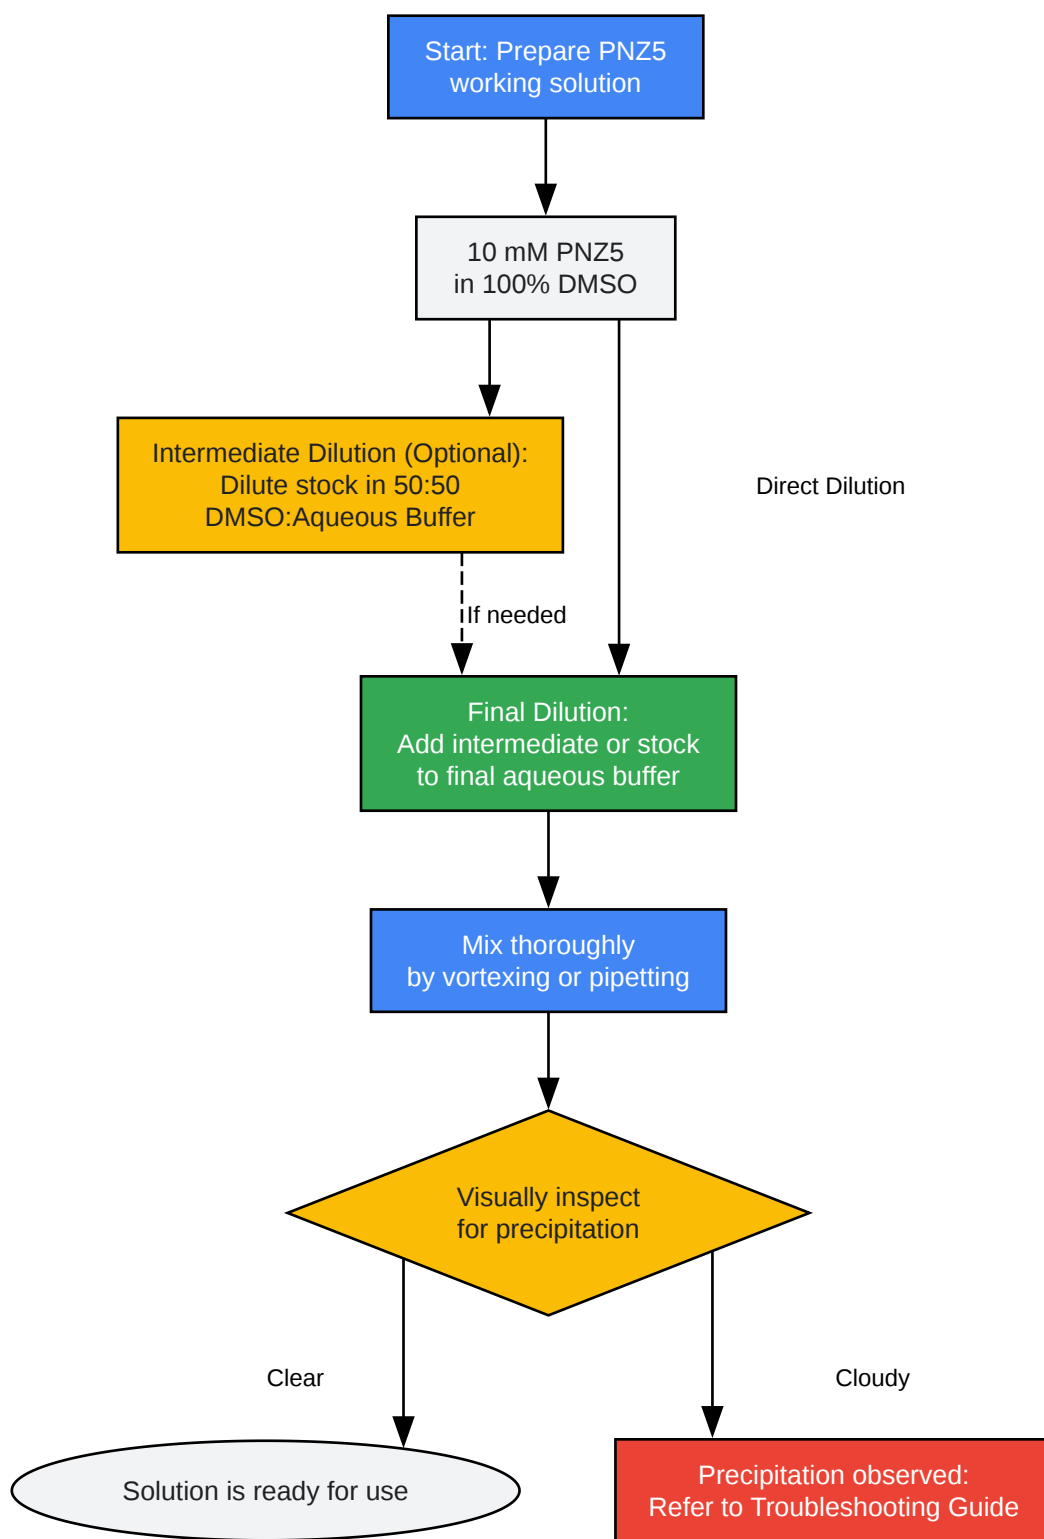 Start: Prepare PNZ5
working solution
10 mM PNZ5
in 100% DMSO
Intermediate Dilution (Optional):
Dilute stock in 50:50
DMSO:Aqueous Buffer
Direct Dilution
If needed
Final Dilution:
Add intermediate or stock
to final aqueous buffer
Mix thoroughly
by vortexing or pipetting
Visually inspect
for precipitation
Clear
Cloudy
Solution is ready for use
Precipitation observed:
Refer to Troubleshooting Guide